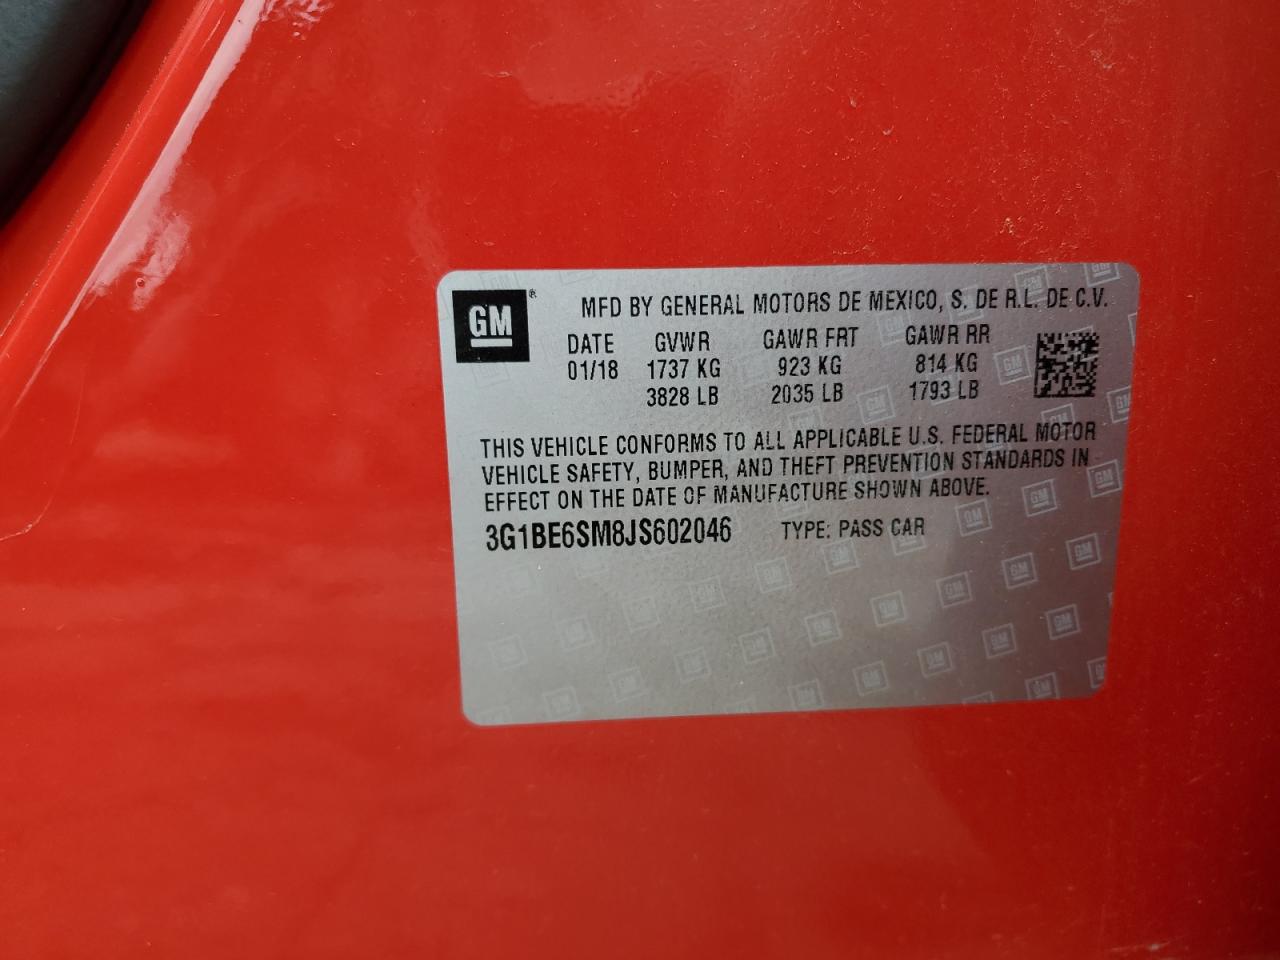 GM® MFD BY GENERAL MOTORS DE MEXICO, S. DE R.L. DE C.V.
DATE GVWR GAWR FRT GAWR RR
01/18 1737 KG 923 KG 814 KG
3828 LB 2035 LB 1793 LB
THIS VEHICLE CONFORMS TO ALL APPLICABLE U.S. FEDERAL MOTOR
VEHICLE SAFETY, BUMPER, AND THEFT PREVENTION STANDARDS IN
EFFECT ON THE DATE OF MANUFACTURE SHOWN ABOVE.
3G1BE6SM8JS602046 TYPE: PASS CAR